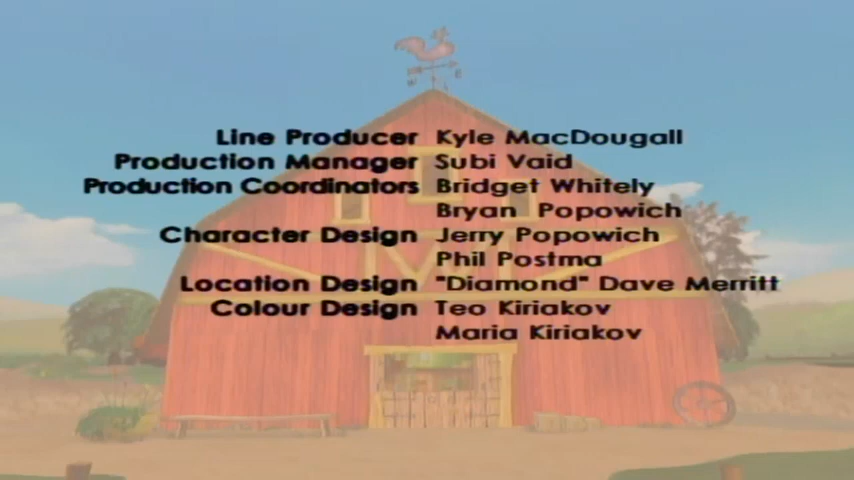 Line Producer Kyle MacDougall
Production Manager Subi Vaid
Production Coordinators Bridget Whitely
Bryan Popowich
Character Design Jerry Popowich
Phil Postma
Location Design "Diamond" Dave Merritt
Colour Design Teo Kiriakov
Maria Kiriakov